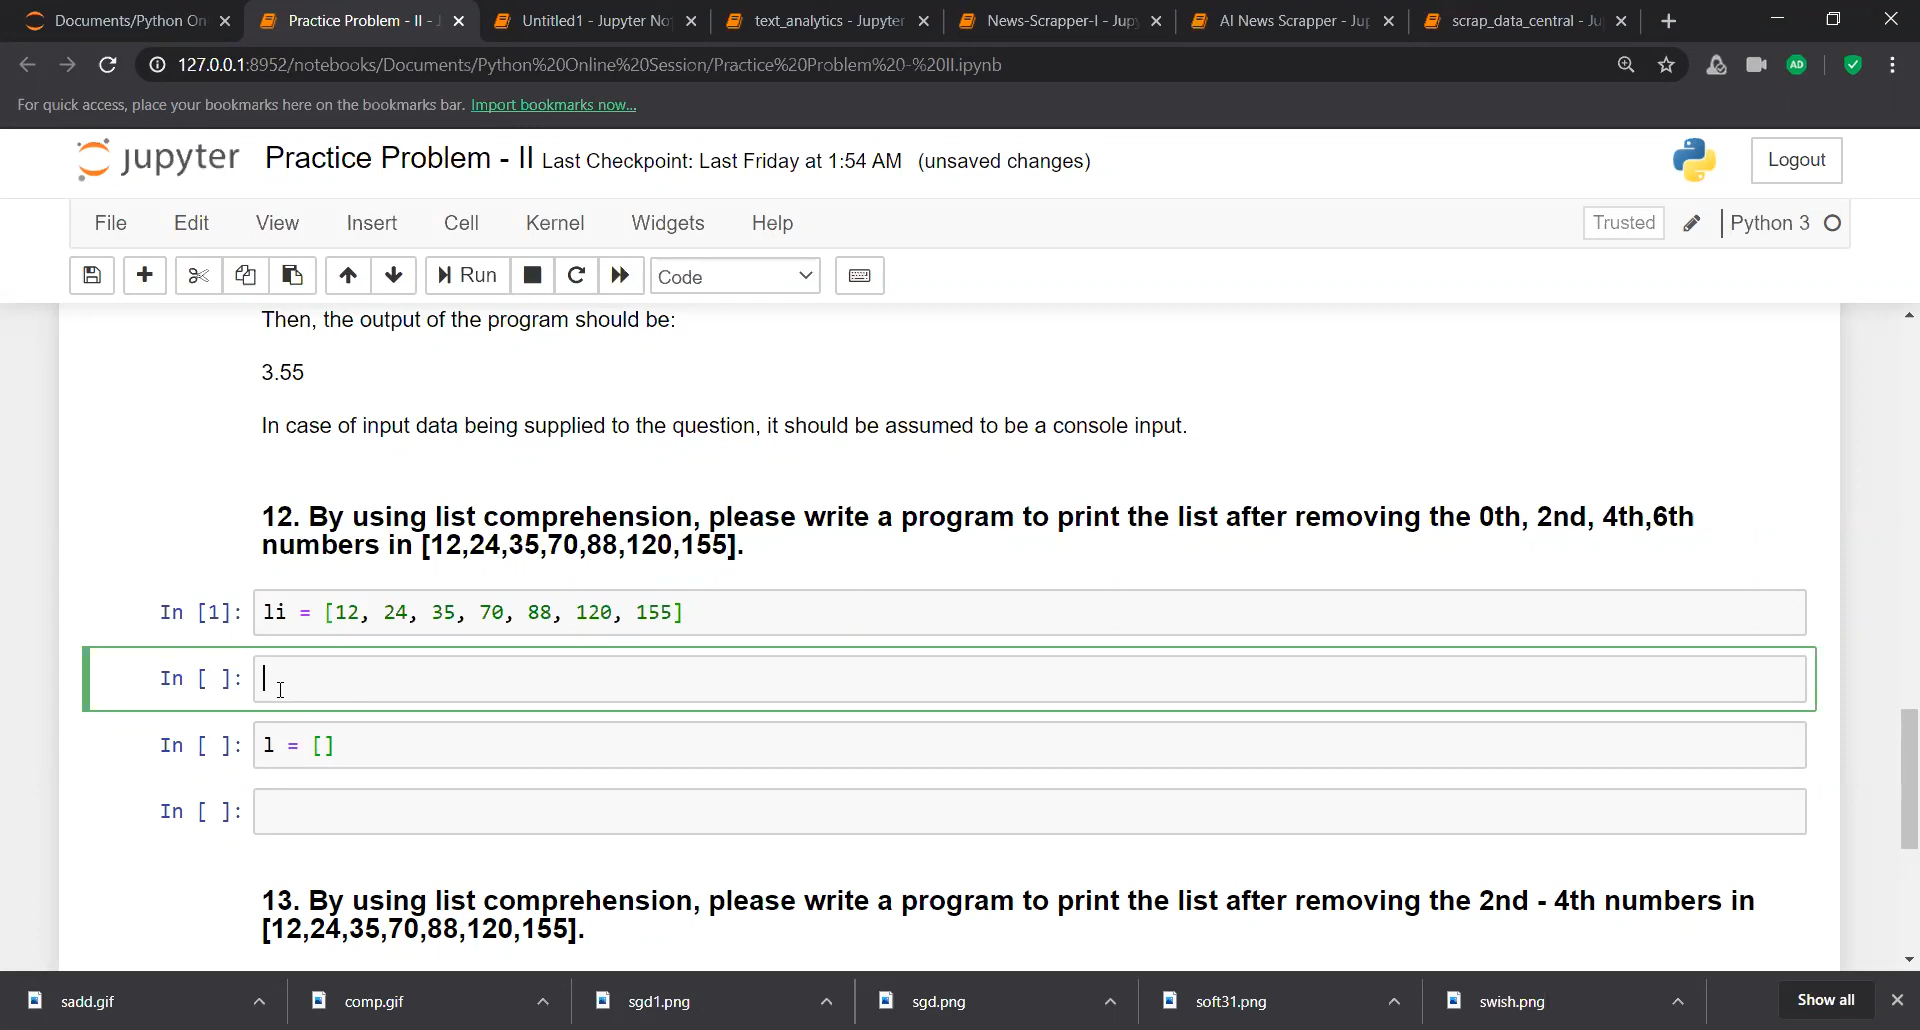 Documents/Python On
Practice Problem - II - J
Untitled1 - Jupyter No
text_analytics - Jupyter
News-Scrapper-I - Jupy
AI News Scrapper - Jup
scrap_data_central - Ju
127.0.0.1:8952/notebooks/Documents/Python%20Online%20Session/Practice%20Problem%20-%20II.ipynb
AD
For quick access, place your bookmarks here on the bookmarks bar. Import bookmarks now...
jupyter Practice Problem - II Last Checkpoint: Last Friday at 1:54 AM (unsaved changes)
Logout
File Edit View Insert Cell Kernel Widgets Help
Trusted
Python 3
Run
Code
Then, the output of the program should be:
3.55
In case of input data being supplied to the question, it should be assumed to be a console input.
12. By using list comprehension, please write a program to print the list after removing the 0th, 2nd, 4th,6th
numbers in [12,24,35,70,88,120,155].
In [1]: li = [12, 24, 35, 70, 88, 120, 155]
In [ ]:
In [ ]: l = []
In [ ]:
13. By using list comprehension, please write a program to print the list after removing the 2nd - 4th numbers in
[12,24,35,70,88,120,155].
sadd.gif
comp.gif
sgd1.png
sgd.png
soft31.png
swish.png
Show all